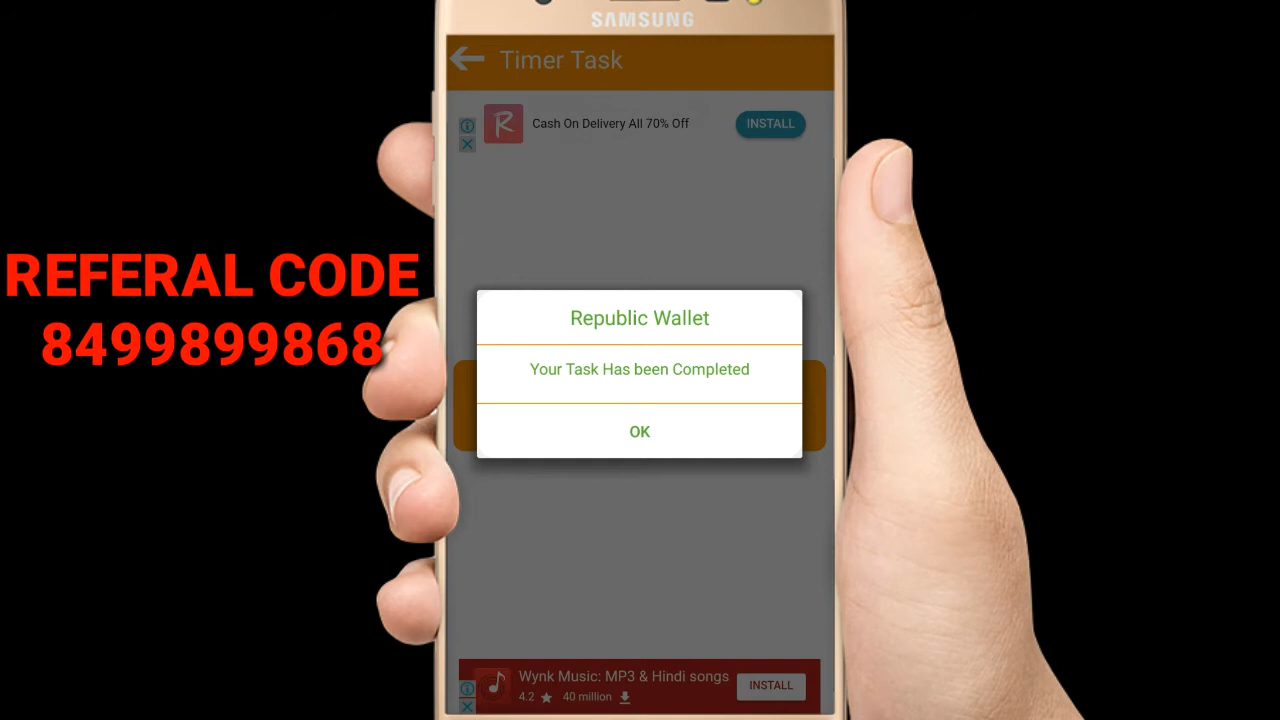 SAMSUNG
Timer Task
Cash On Delivery All 70% Off
INSTALL
REFERAL CODE
8499899868
Republic Wallet
Your Task Has been Completed
OK
Wynk Music: MP3 & Hindi songs
4.2 ★ 40 million
INSTALL